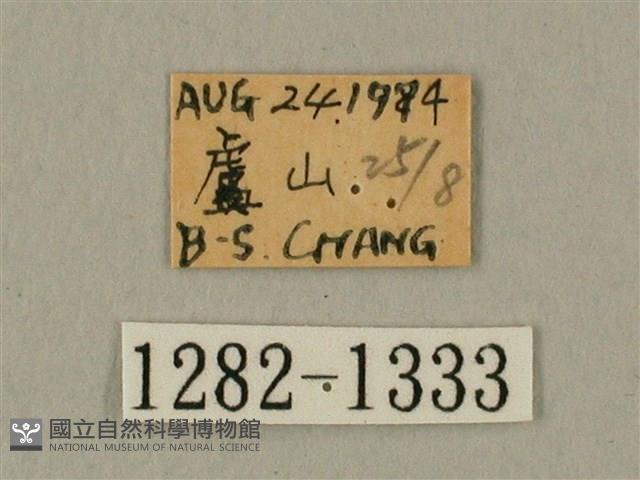 AUG 24.1984
盧山 25/8
B-S. CHANG
1282-1333
國立自然科學博物館
NATIONAL MUSEUM OF NATURAL SCIENCE